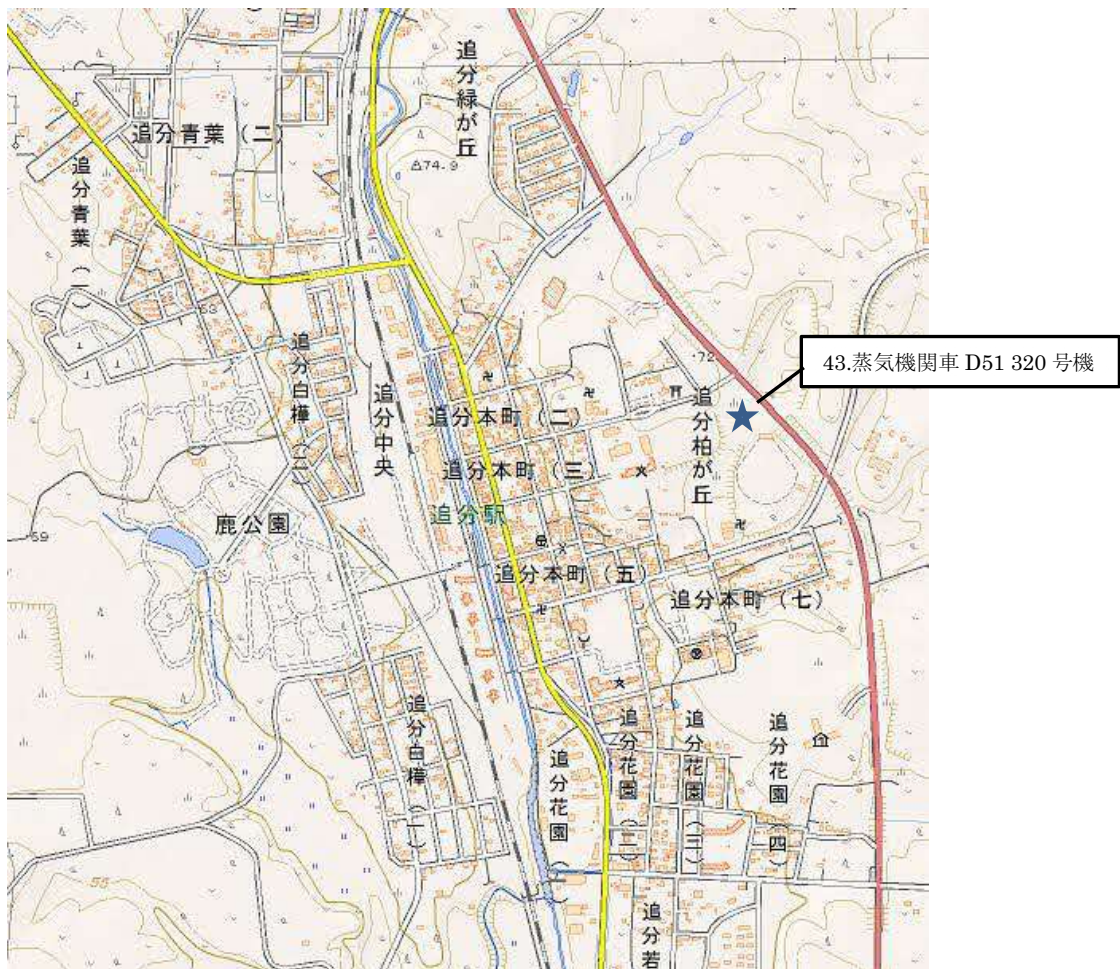 追分緑が丘
追分青葉(二)
74.9
追分青葉(一)
53
72
43.蒸気機関車 D51 320 号機
追分白樺(二)
追分中央
追分本町(二)
追分柏が丘
追分本町(三)
追分駅
鹿公園
59
追分本町(五)
追分本町(七)
追分白樺(一)
追分花園(一)
追分花園(二)
追分花園(三)
追分花園(四)
55
追分若